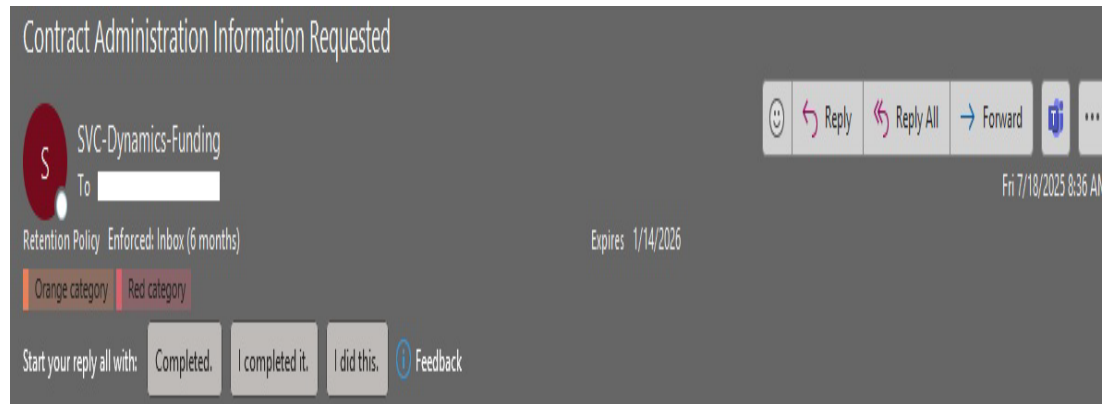 Contract Administration Information Requested
S
SVC-Dynamics-Funding
To
Reply
Reply All
Forward
Fri 7/18/2025 8:36 AM
Retention Policy Enforced: Inbox (6 months)
Expires 1/14/2026
Orange category
Red category
Start your reply all with: Completed. I completed it. I did this. Feedback